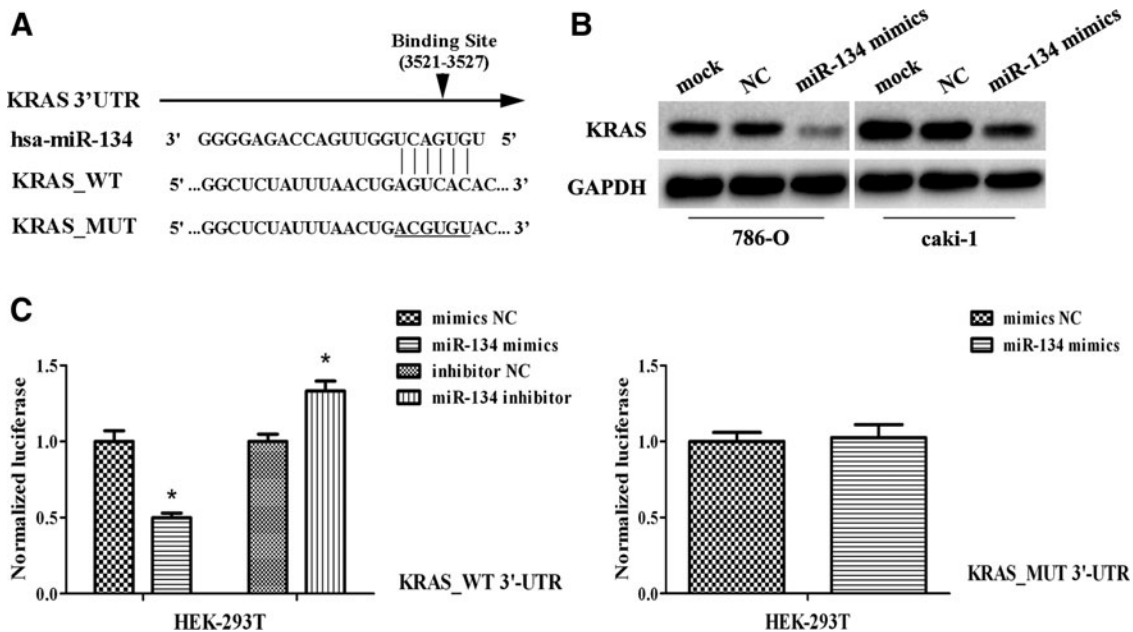 A
Binding Site
(3521-3527)
KRAS 3'UTR
hsa-miR-134 3' GGGGAGACCAGUUGGUCAGUGU 5'
KRAS_WT 5' ...GGCUCUAUUUAACUGAGUCACAC... 3'
KRAS_MUT 5' ...GGCUCUAUUUAACUGACGUGUAC... 3'
B
mock NC miR-134 mimics mock NC miR-134 mimics
KRAS
GAPDH
786-O caki-1
C
mimics NC
miR-134 mimics
inhibitor NC
miR-134 inhibitor
Normalized luciferase
1.5
1.0
0.5
0.0
*
*
HEK-293T
KRAS_WT 3'-UTR
mimics NC
miR-134 mimics
Normalized luciferase
1.5
1.0
0.5
0.0
HEK-293T
KRAS_MUT 3'-UTR